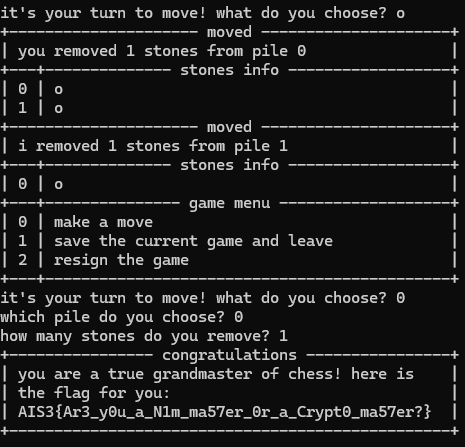 it's your turn to move! what do you choose? o
+--------------------- moved --------------------+
| you removed 1 stones from pile 0               |
+---+-------------- stones info -----------------+
| 0 | o                                          |
| 1 | o                                          |
+--------------------- moved --------------------+
| i removed 1 stones from pile 1                 |
+---+-------------- stones info -----------------+
| 0 | o                                          |
+---+--------------- game menu ------------------+
| 0 | make a move                                |
| 1 | save the current game and leave            |
| 2 | resign the game                            |
+---+--------------------------------------------+
it's your turn to move! what do you choose? 0
which pile do you choose? 0
how many stones do you remove? 1
+---------------- congratulations ---------------+
| you are a true grandmaster of chess! here is   |
| the flag for you:                              |
| AIS3{Ar3_y0u_a_N1m_ma57er_0r_a_Crypt0_ma57er?} |
+------------------------------------------------+